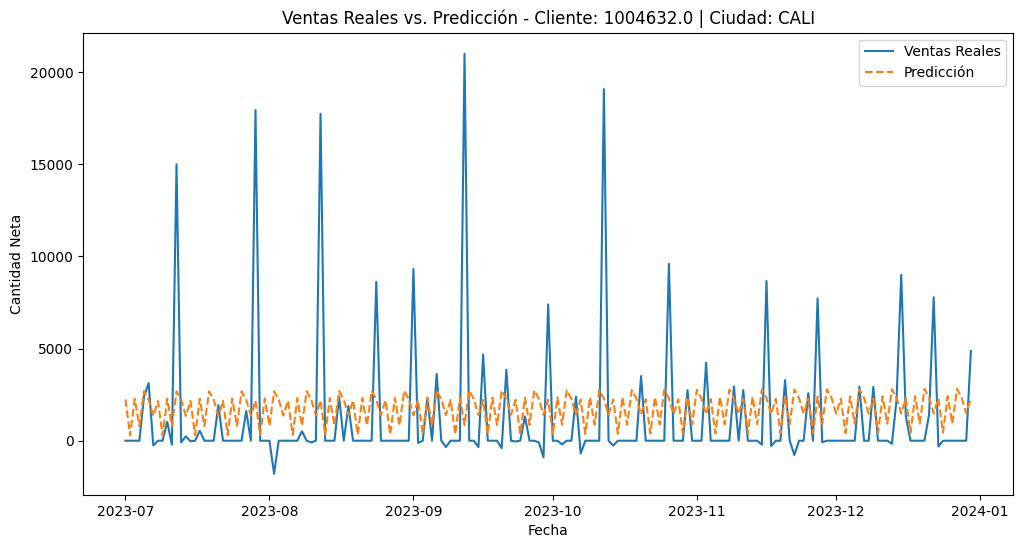 Ventas Reales vs. Predicción - Cliente: 1004632.0 | Ciudad: CALI
Ventas Reales
Predicción
20000
15000
10000
5000
0
Cantidad Neta
2023-07
2023-08
2023-09
2023-10
2023-11
2023-12
2024-01
Fecha